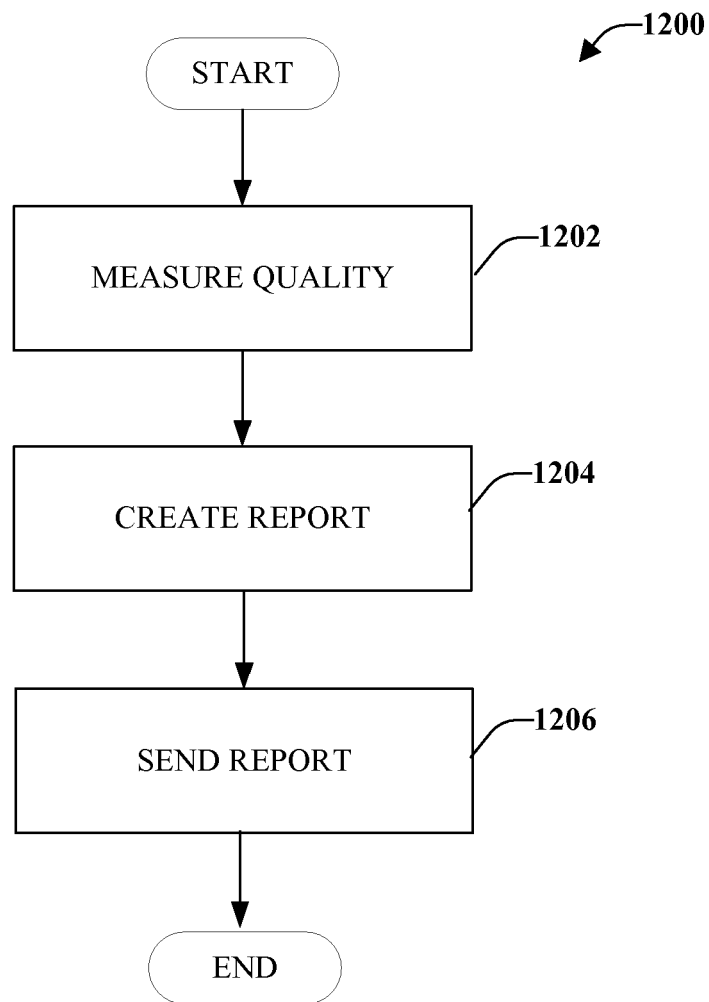 1200
START
1202
MEASURE QUALITY
1204
CREATE REPORT
1206
SEND REPORT
END